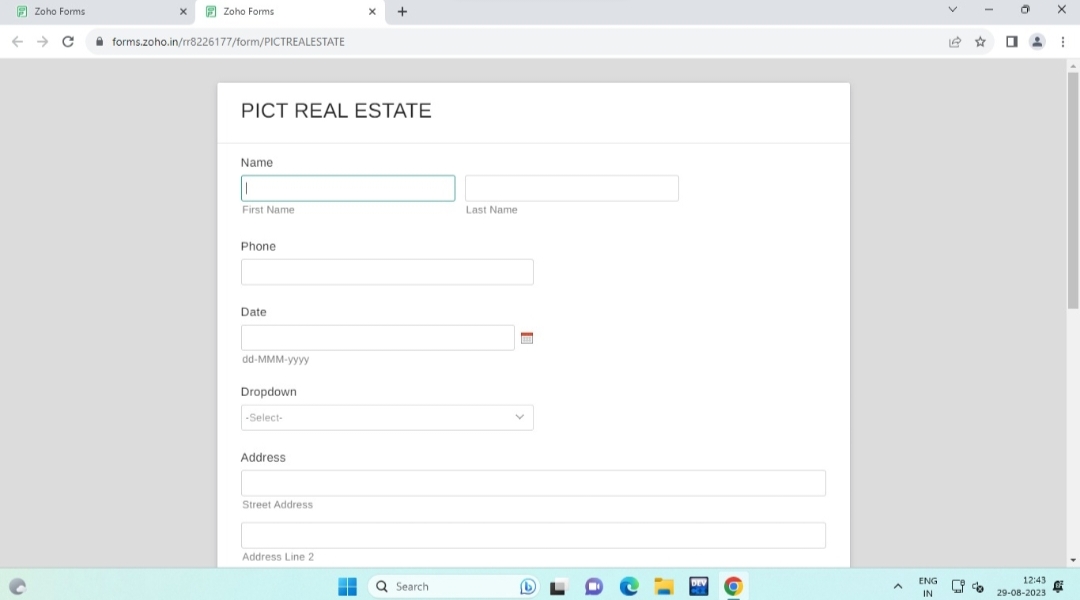 Zoho Forms
Zoho Forms
forms.zoho.in/rr8226177/form/PICTREALESTATE
PICT REAL ESTATE
Name
First Name Last Name
Phone
Date
dd-MMM-yyyy
Dropdown
-Select-
Address
Street Address
Address Line 2
Search
DEV
ENG
IN
12:43
29-08-2023